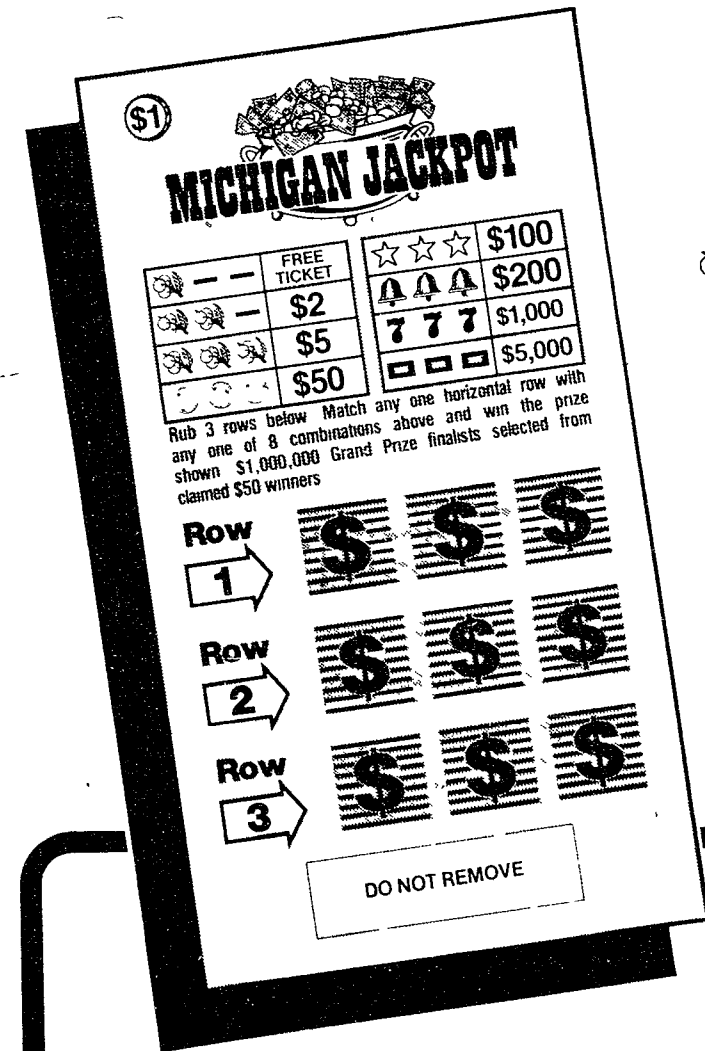 $1
MICHIGAN JACKPOT
FREE
TICKET
$2
$5
$50
$100
$200
7 7 7 $1,000
$5,000
Rub 3 rows below Match any one horizontal row with
any one of 8 combinations above and win the prize
shown $1,000,000 Grand Prize finalists selected from
claimed $50 winners
Row
1
$ $ $
Row
2
$ $ $
Row
3
$ $ $
DO NOT REMOVE